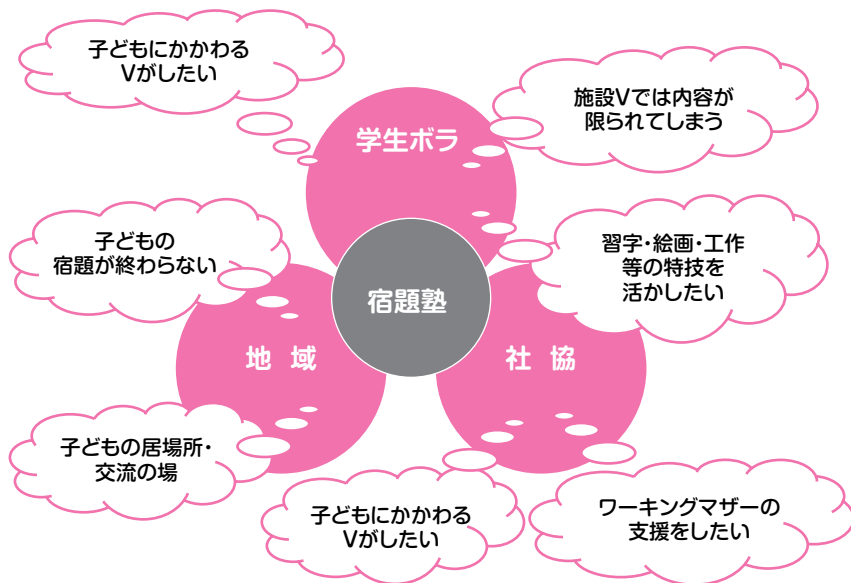 子どもにかかわる
Vがしたい
施設Vでは内容が
限られてしまう
学生ボラ
子どもの
宿題が終わらない
習字・絵画・工作
等の特技を
活かしたい
宿題塾
地 域
社 協
子どもの居場所・
交流の場
子どもにかかわる
Vがしたい
ワーキングマザーの
支援をしたい